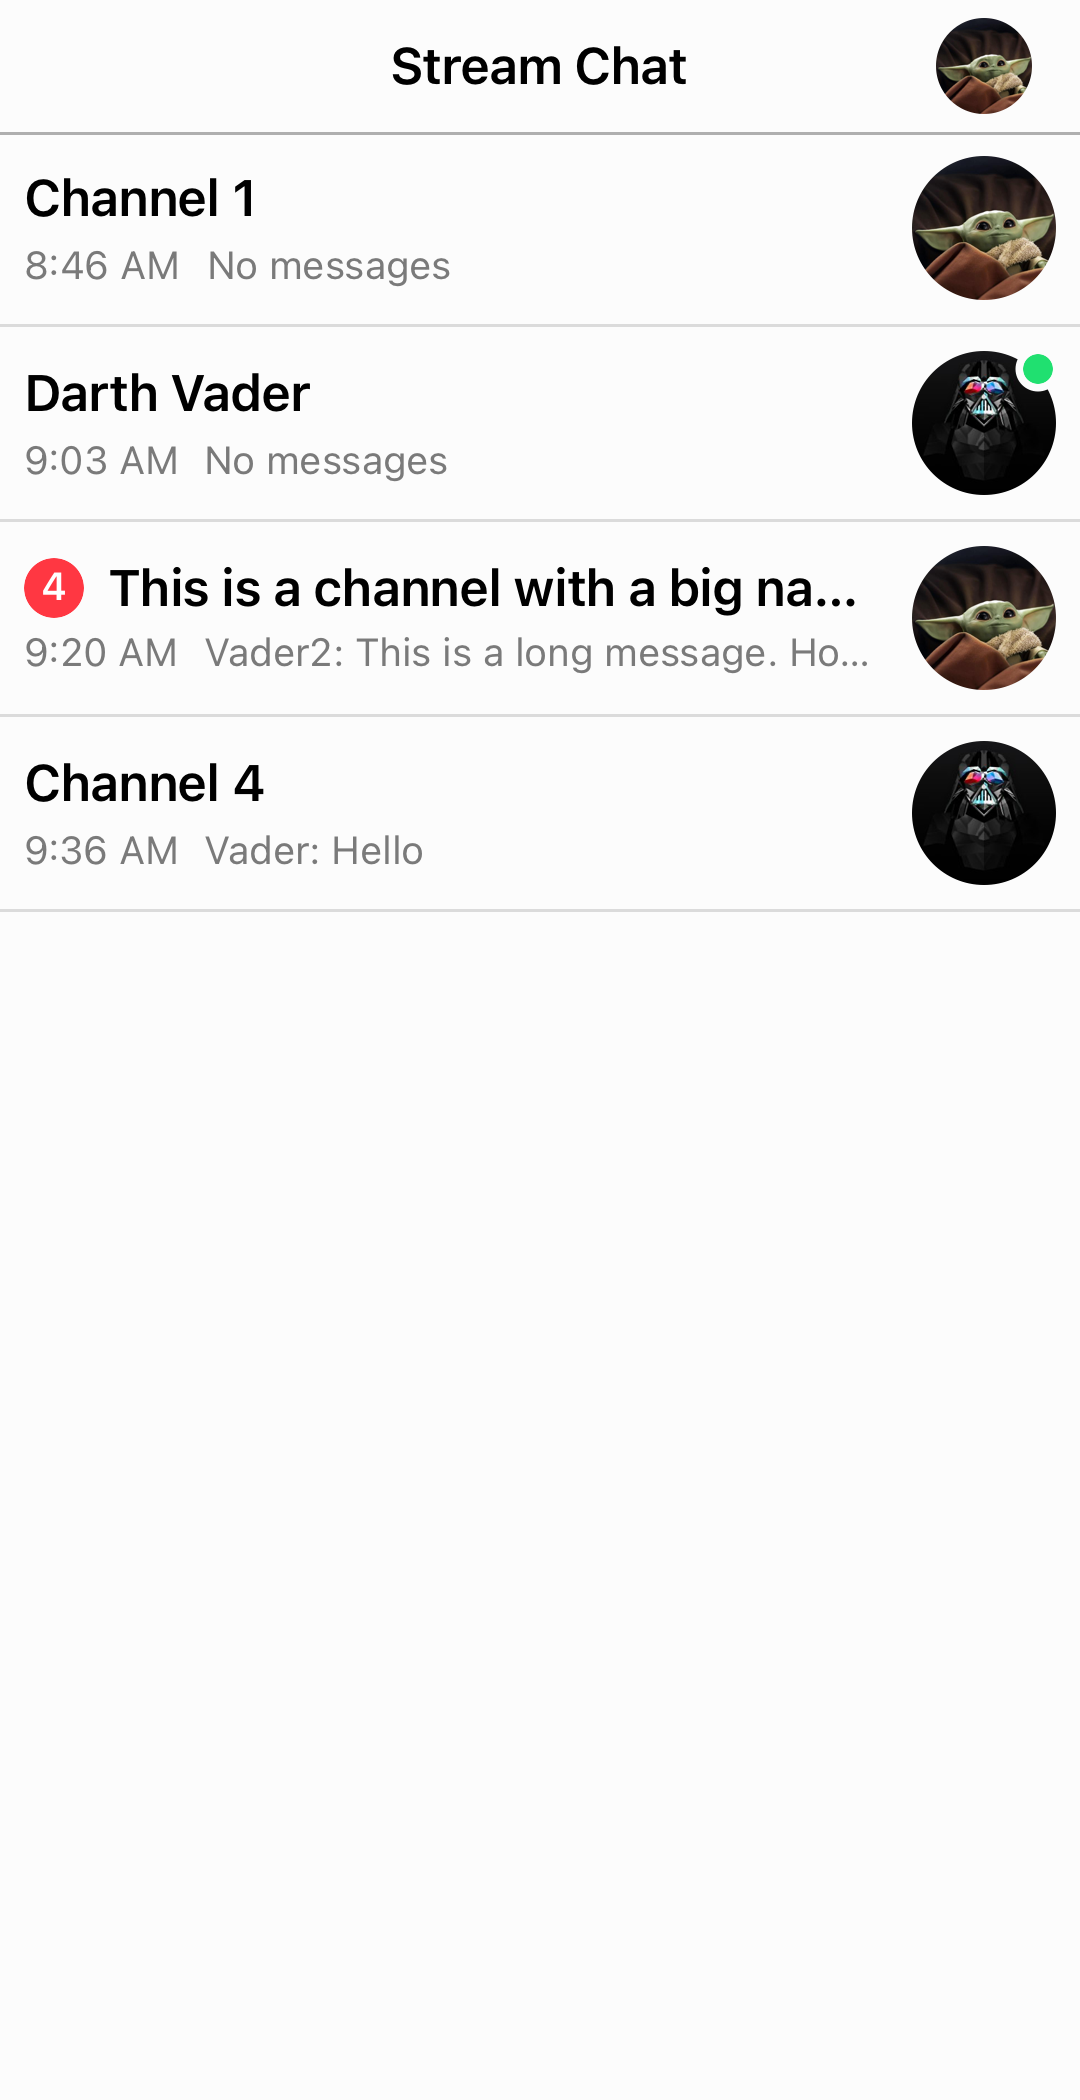 Stream Chat
Channel 1
8:46 AM No messages
Darth Vader
9:03 AM No messages
4 This is a channel with a big na...
9:20 AM Vader2: This is a long message. Ho...
Channel 4
9:36 AM Vader: Hello